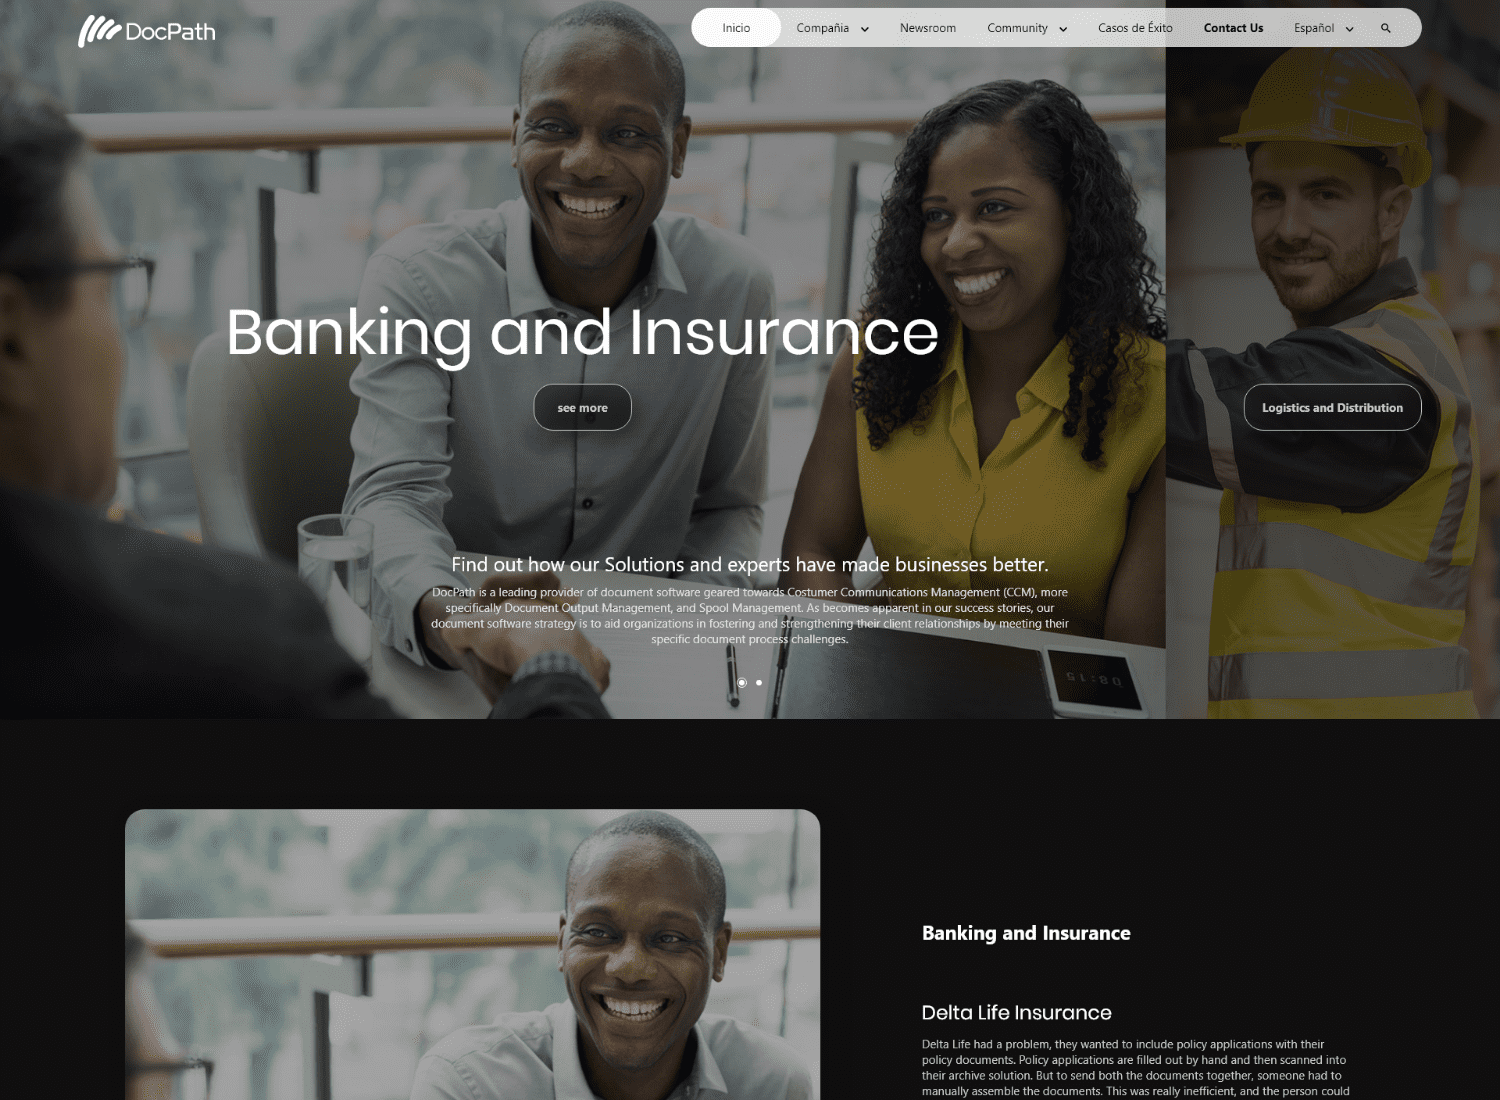 DocPath
Inicio
Compañia
Newsroom
Community
Casos de Éxito
Contact Us
Español
Banking and Insurance
see more
Logistics and Distribution
Find out how our Solutions and experts have made businesses better.
DocPath is a leading provider of document software geared towards Costumer Communications Management (CCM), more
specifically Document Output Management, and Spool Management. As becomes apparent in our success stories, our
document software strategy is to aid organizations in fostering and strengthening their client relationships by meeting their
specific document process challenges.
08:15
Banking and Insurance
Delta Life Insurance
Delta Life had a problem, they wanted to include policy applications with their
policy documents. Policy applications are filled out by hand and then scanned into
their archive solution. But to send both the documents together, someone had to
manually assemble the documents. This was really inefficient, and the person could